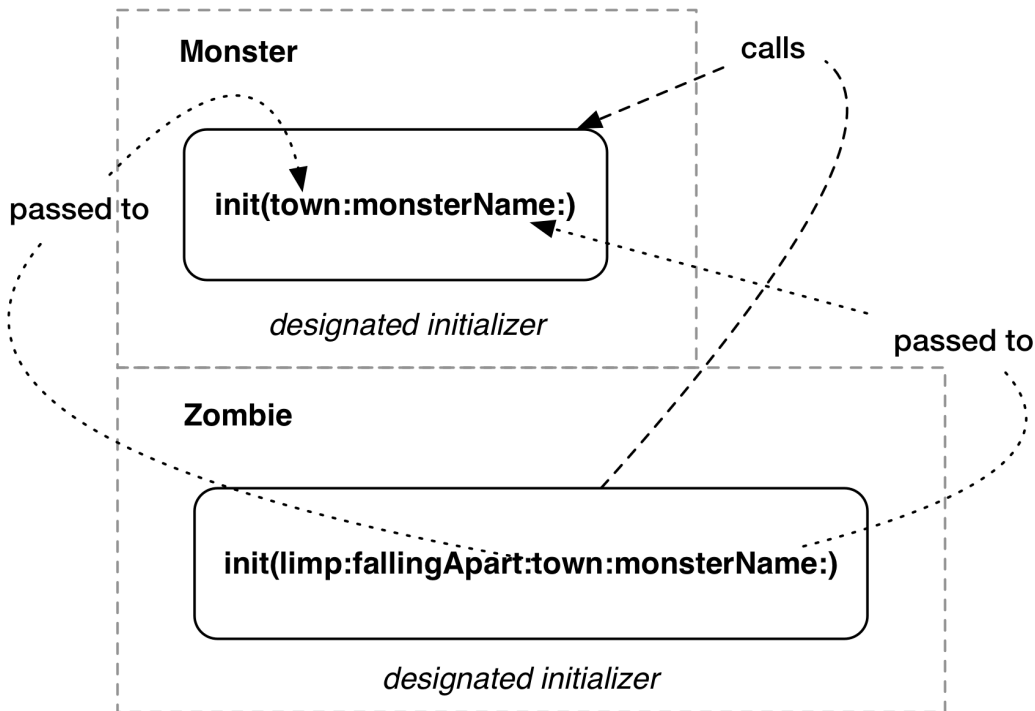 Monster
calls
init(town:monsterName:)
passed to
designated initializer
passed to
Zombie
init(limp:fallingApart:town:monsterName:)
designated initializer